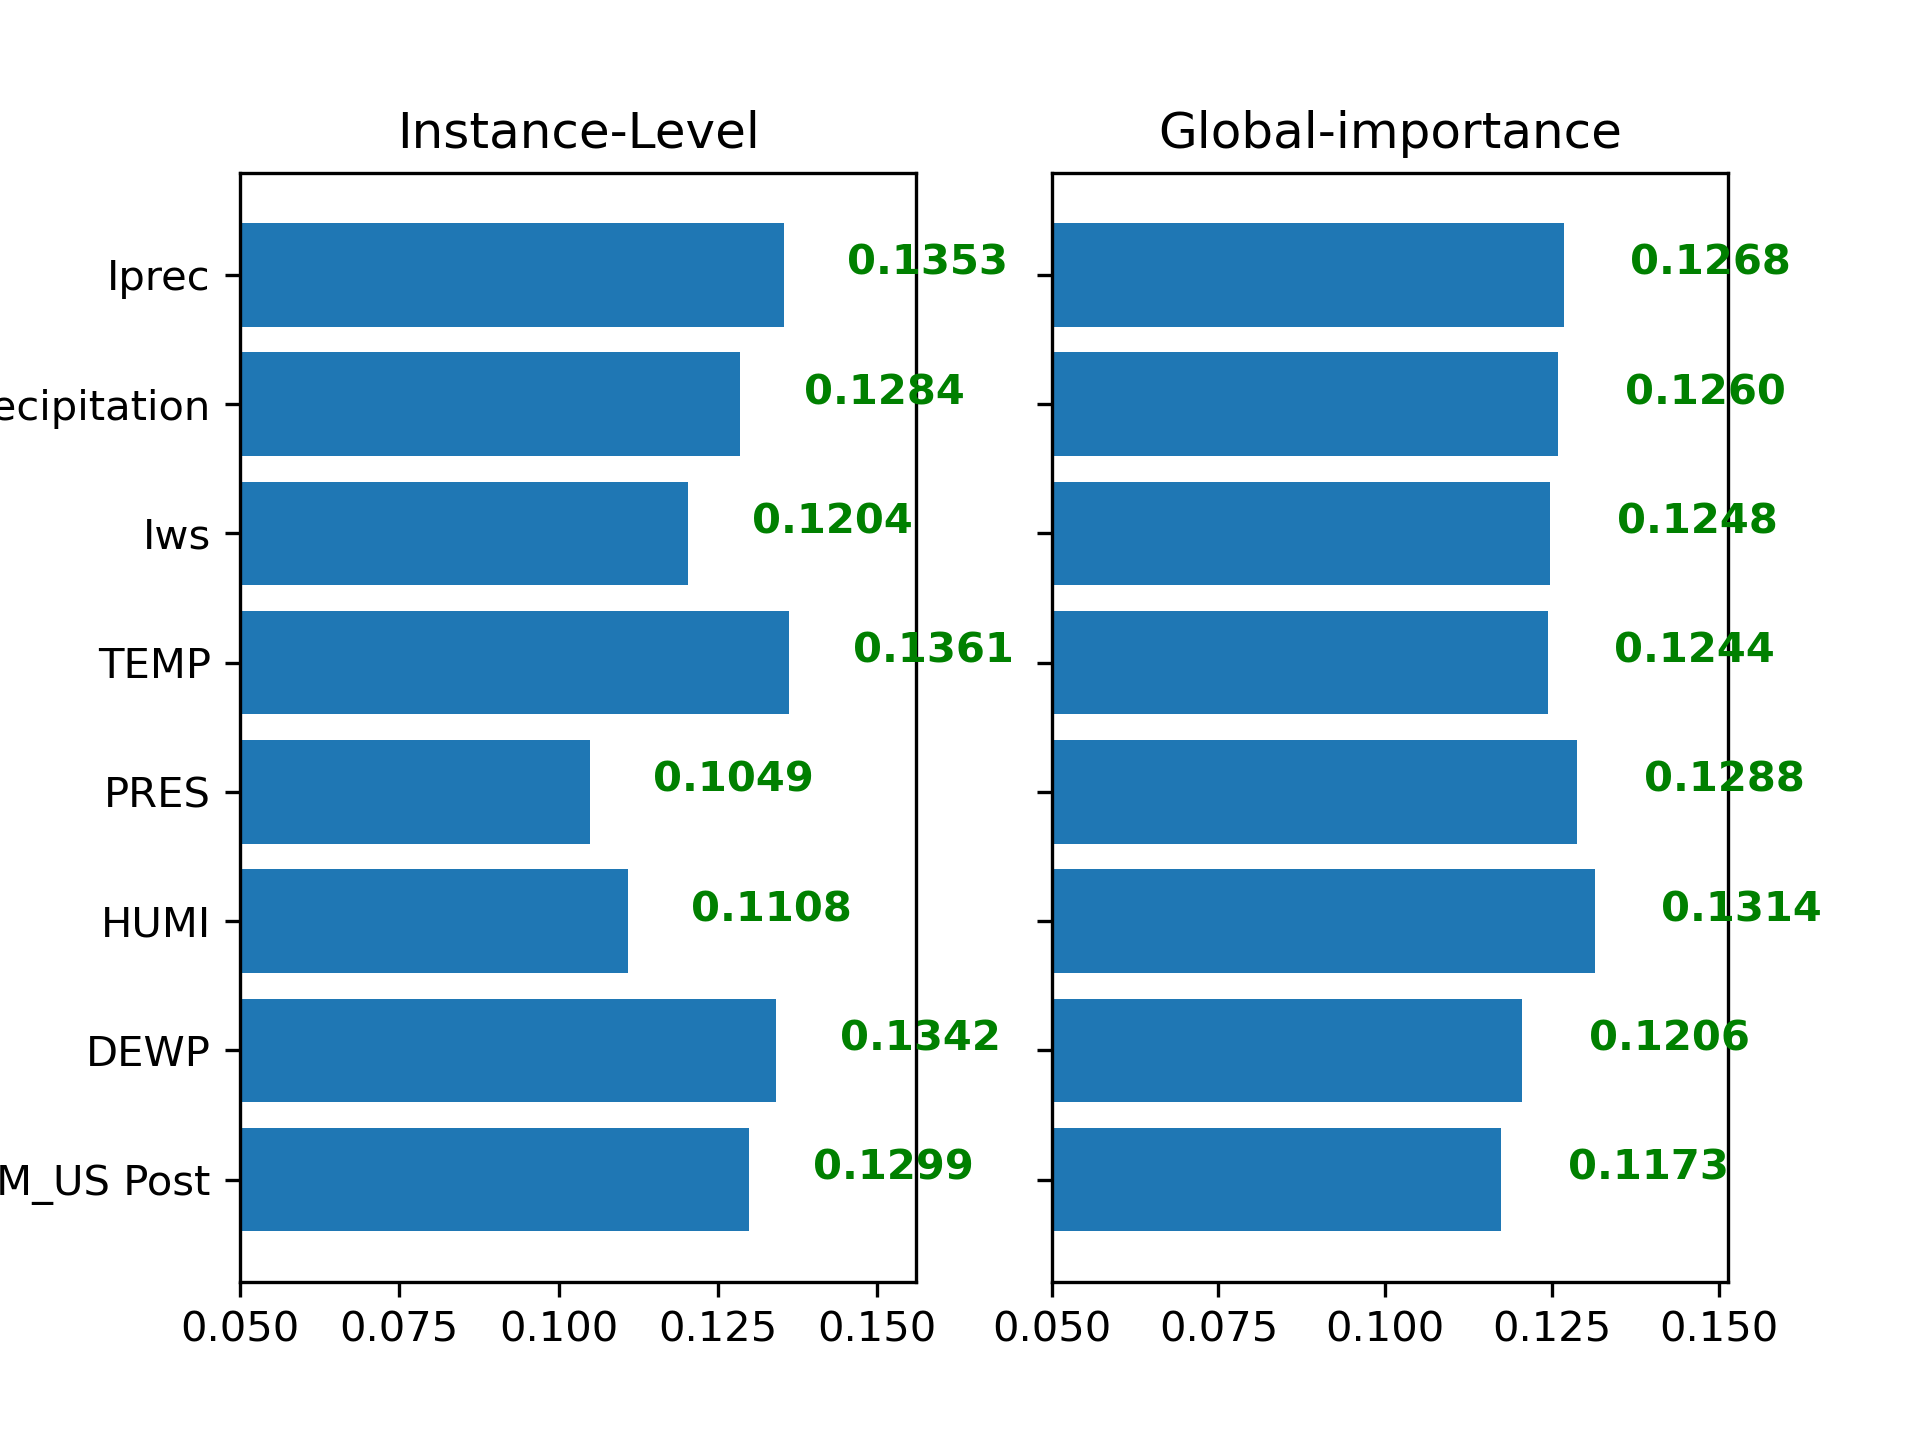 Instance-Level Global-importance
Iprec 0.1353 0.1268
ecipitation 0.1284 0.1260
Iws 0.1204 0.1248
TEMP 0.1361 0.1244
PRES 0.1049 0.1288
HUMI 0.1108 0.1314
DEWP 0.1342 0.1206
M_US Post 0.1299 0.1173
0.050 0.075 0.100 0.125 0.150 0.050 0.075 0.100 0.125 0.150